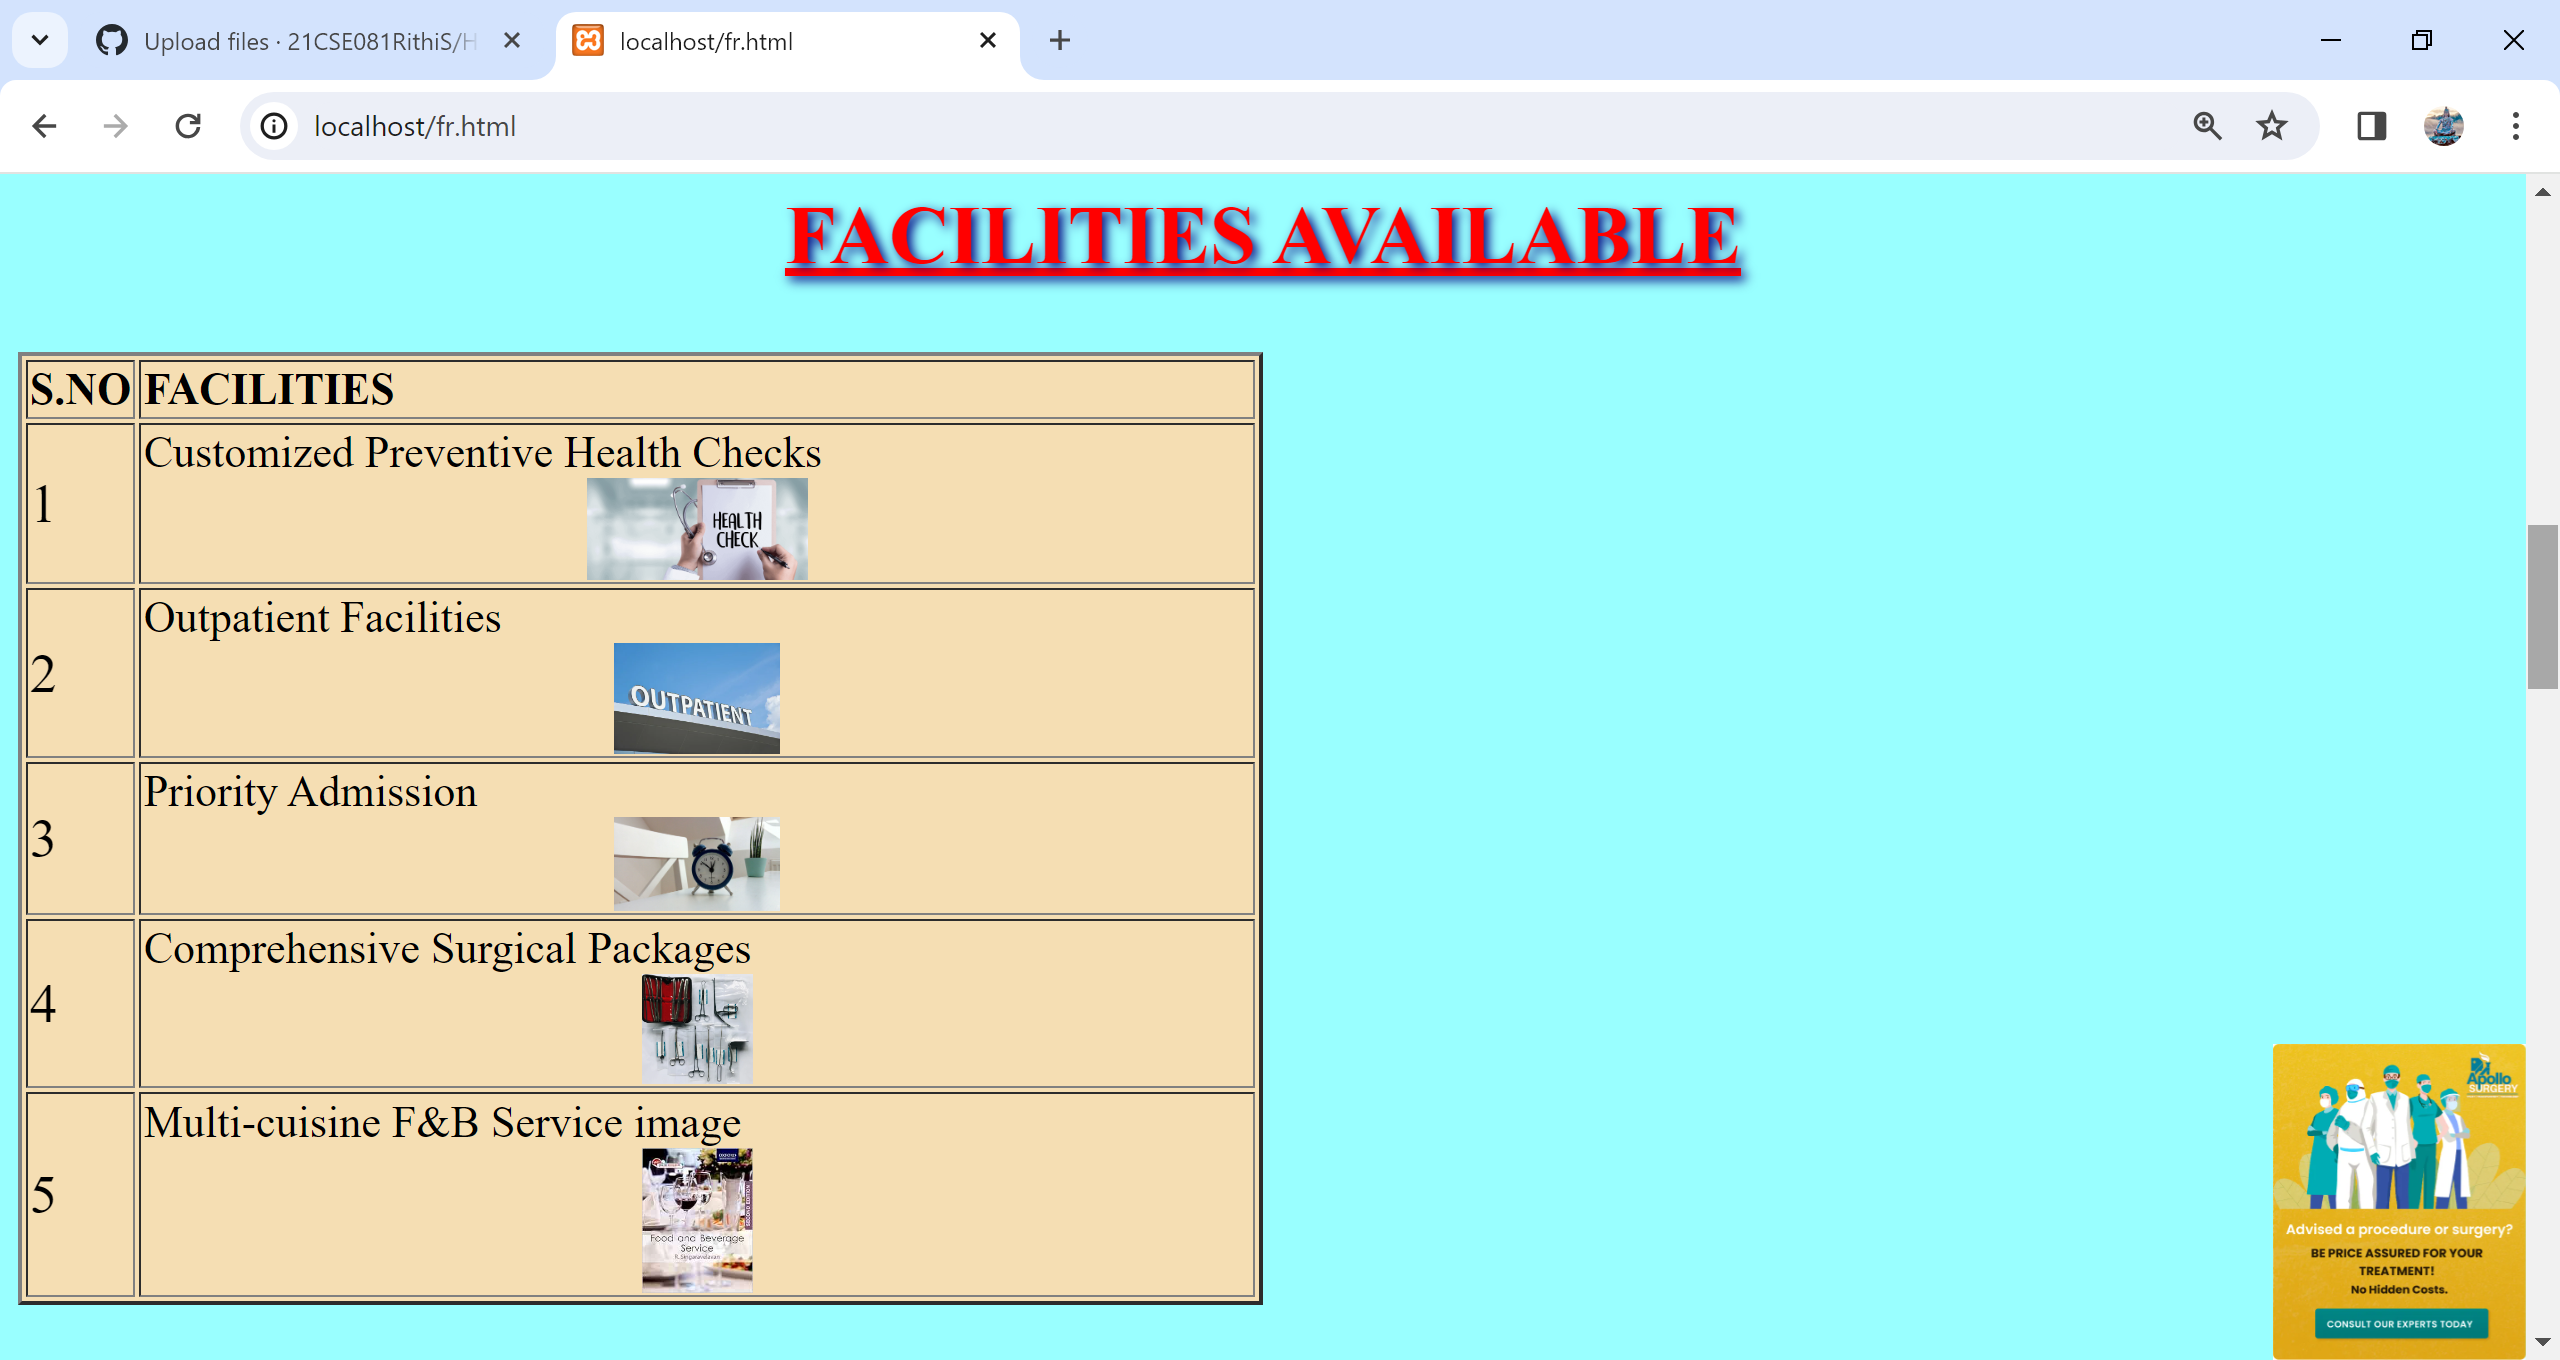 Upload files · 21CSE081RithiS/H
localhost/fr.html
localhost/fr.html
FACILITIES AVAILABLE
S.NO FACILITIES
1 Customized Preventive Health Checks
HEALTH
CHECK
2 Outpatient Facilities
OUTPATIENT
3 Priority Admission
4 Comprehensive Surgical Packages
5 Multi-cuisine F&B Service image
SECOND EDITION
Food and Beverage
Service
Apollo
SURGERY
Advised a procedure or surgery?
BE PRICE ASSURED FOR YOUR
TREATMENT!
No Hidden Costs.
CONSULT OUR EXPERTS TODAY